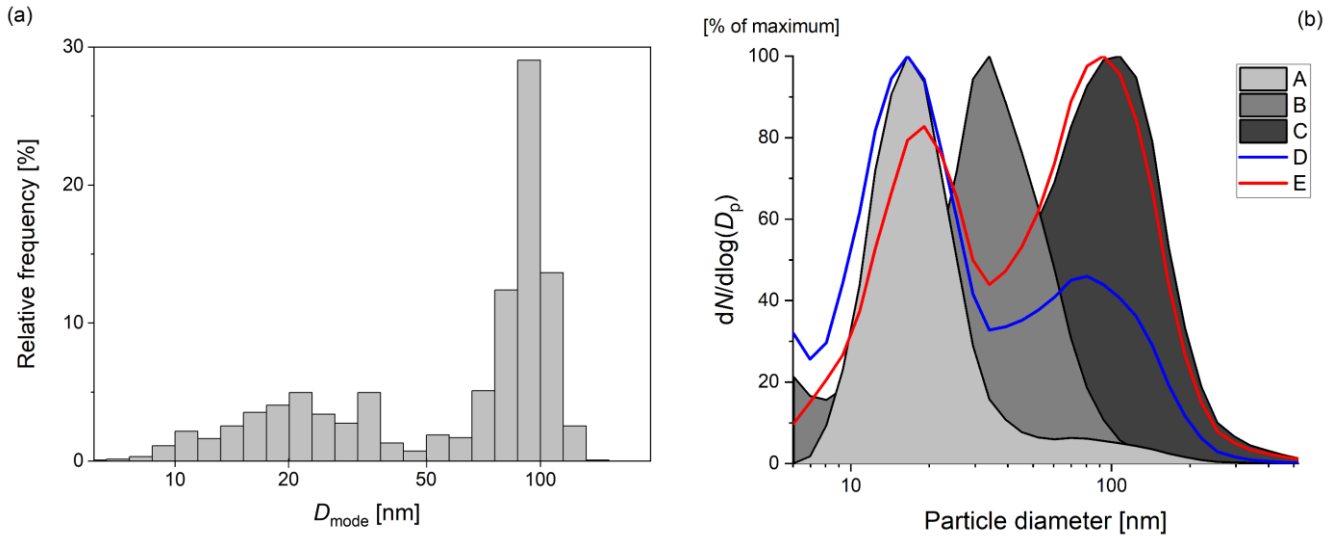 (a)
30
20
10
0
Relative frequency [%]
10
20
50
100
D_mode [nm]
[% of maximum]
(b)
100
80
60
40
20
0
dN/dlog(D_p)
10
100
Particle diameter [nm]
A
B
C
D
E